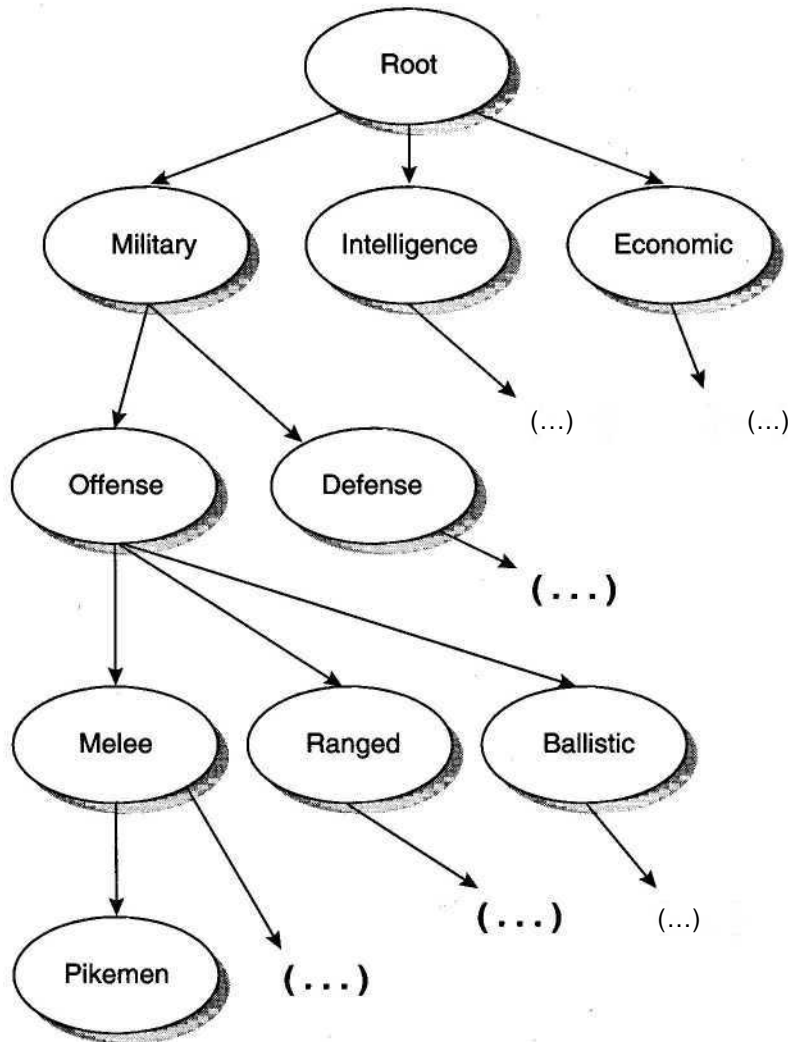 Root
Military
Intelligence
Economic
(...)
(...)
Offense
Defense
(...)
Melee
Ranged
Ballistic
(...)
(...)
Pikemen
(...)